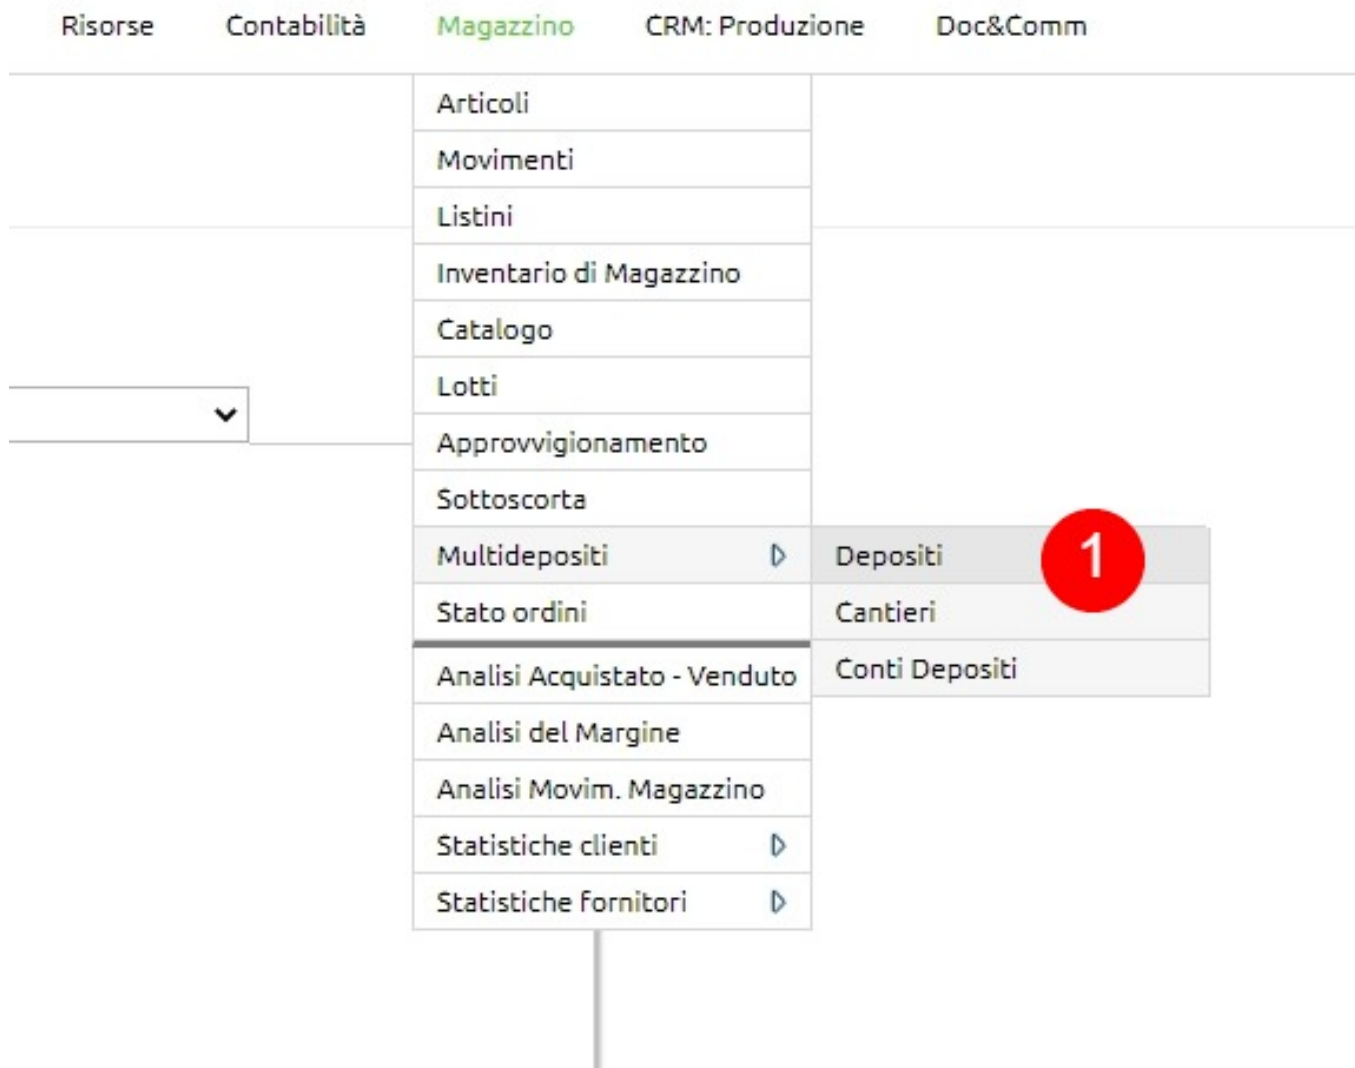 Risorse Contabilità Magazzino CRM: Produzione Doc&Comm
Articoli
Movimenti
Listini
Inventario di Magazzino
Catalogo
Lotti
Approvvigionamento
Sottoscorta
Multidepositi Depositi 1
Stato ordini Cantieri
Analisi Acquistato - Venduto Conti Depositi
Analisi del Margine
Analisi Movim. Magazzino
Statistiche clienti
Statistiche fornitori